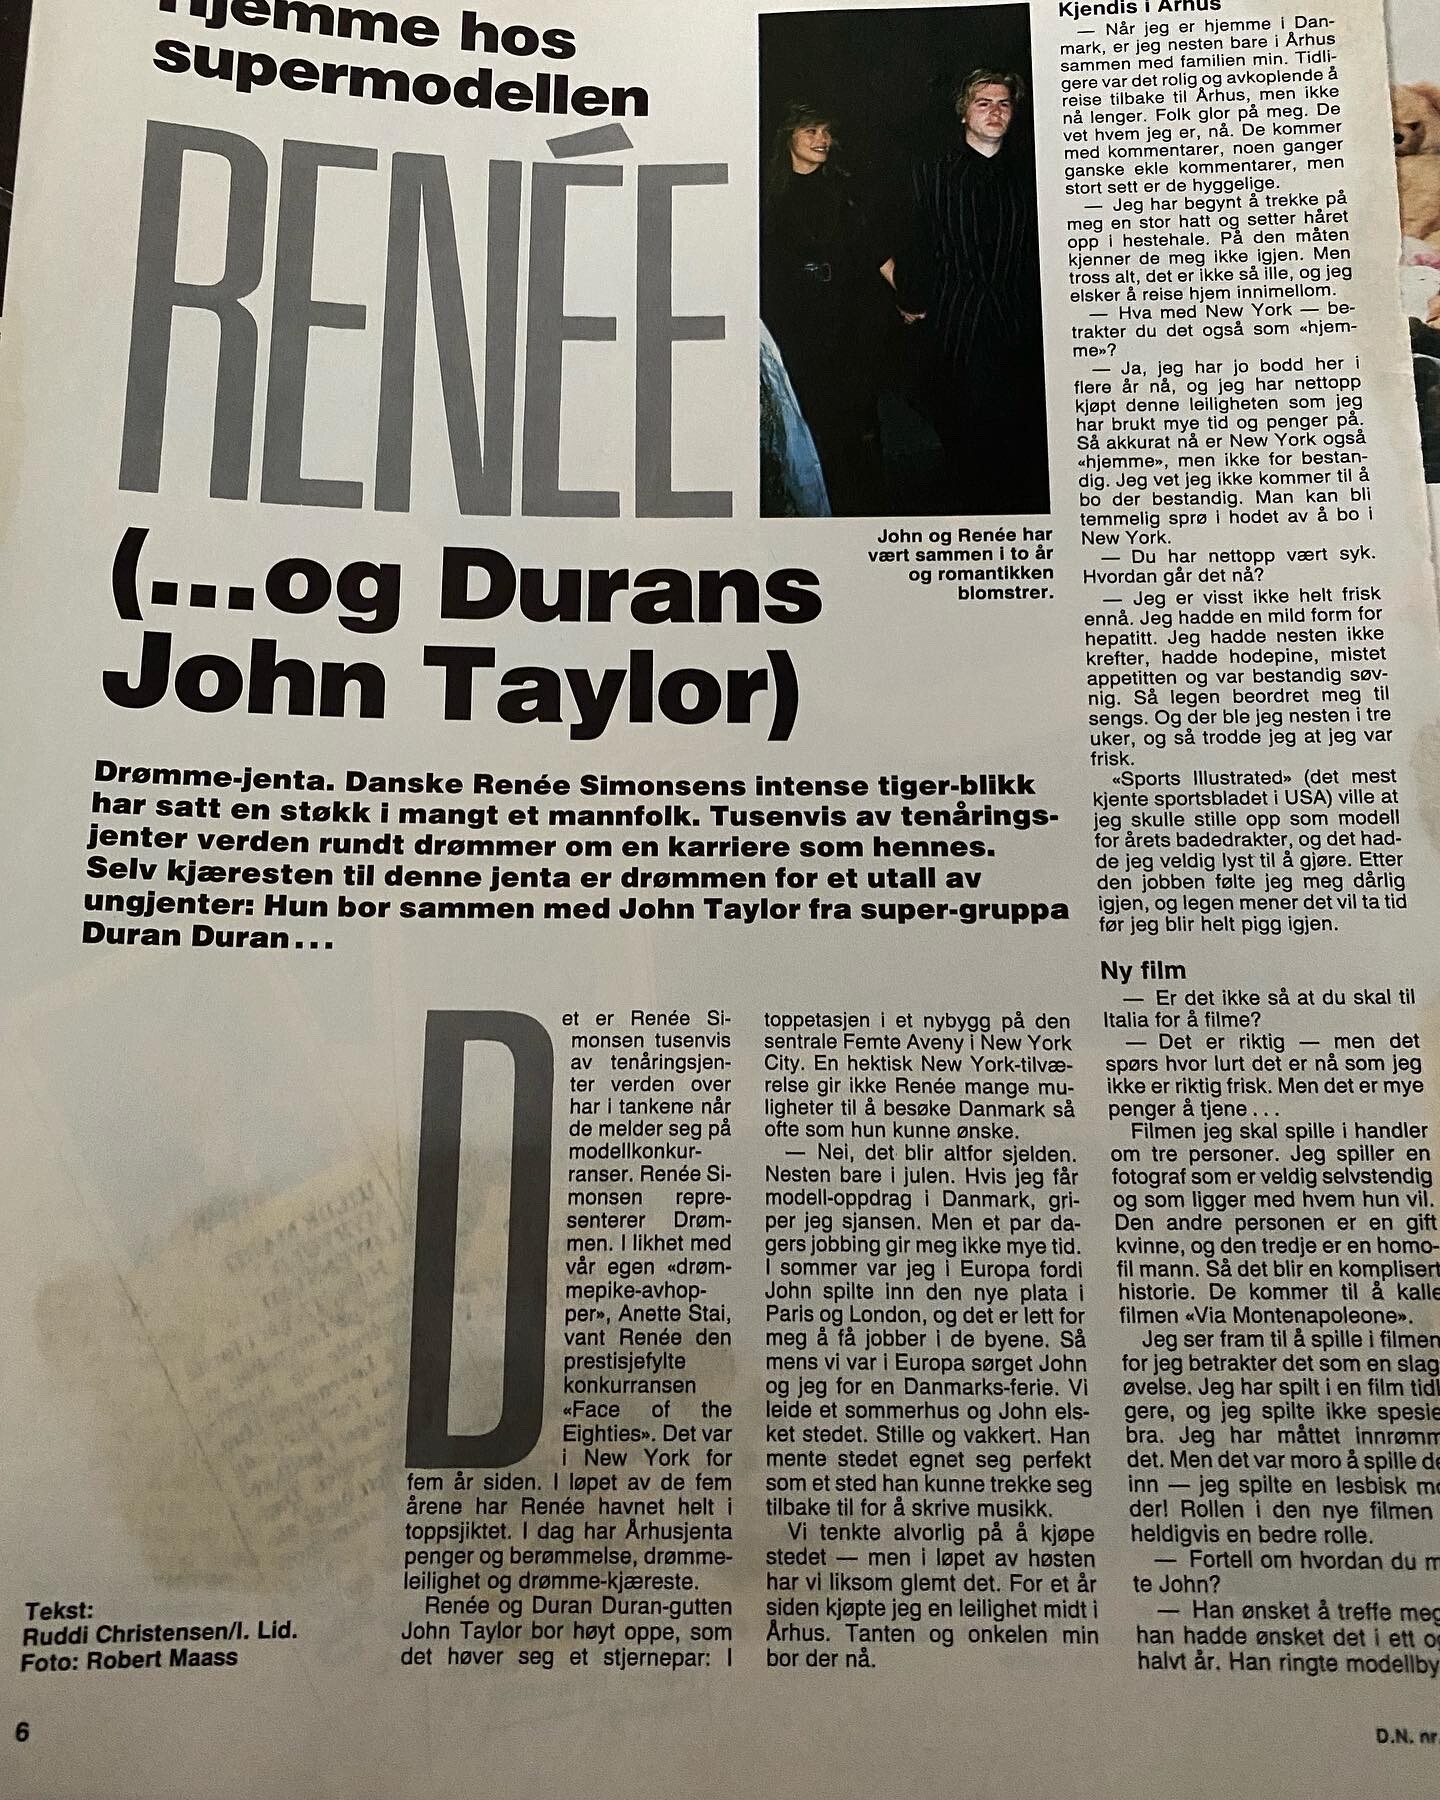 Hjemme hos
supermodellen
RENÉE
(...og Durans
John Taylor)
John og Renée har
vært sammen i to år
og romantikken
blomstrer.
Drømme-jenta. Danske Renée Simonsens intense tiger-blikk
har satt en støkk i mangt et mannfolk. Tusenvis av tenårings-
jenter verden rundt drømmer om en karriere som hennes.
Selv kjæresten til denne jenta er drømmen for et utall av
ungjenter: Hun bor sammen med John Taylor fra super-gruppa
Duran Duran...
Det er Renée Si-
monsen tusenvis
av tenåringsjen-
ter verden over
har i tankene når
de melder seg på
modellkonkur-
ranser. Renée Si-
monsen repre-
senterer Drøm-
men. I likhet med
vår egen «drøm-
mepike-avhop-
per», Anette Stai,
vant Renée den
prestisjefylte
konkurransen
«Face of the
Eighties». Det var
i New York for
fem år siden. I løpet av de fem
årene har Renée havnet helt i
toppsjiktet. I dag har Århusjenta
penger og berømmelse, drømme-
leilighet og drømme-kjæreste.
Renée og Duran Duran-gutten
John Taylor bor høyt oppe, som
det høver seg et stjernepar: I
toppetasjen i et nybygg på den
sentrale Femte Aveny i New York
City. En hektisk New York-tilvæ-
relse gir ikke Renée mange mu-
ligheter til å besøke Danmark så
ofte som hun kunne ønske.
— Nei, det blir altfor sjelden.
Nesten bare i julen. Hvis jeg får
modell-oppdrag i Danmark, gri-
per jeg sjansen. Men et par da-
gers jobbing gir meg ikke mye tid.
I sommer var jeg i Europa fordi
John spilte inn den nye plata i
Paris og London, og det er lett for
meg å få jobber i de byene. Så
mens vi var i Europa sørget John
og jeg for en Danmarks-ferie. Vi
leide et sommerhus og John els-
ket stedet. Stille og vakkert. Han
mente stedet egnet seg perfekt
som et sted han kunne trekke seg
tilbake til for å skrive musikk.
Vi tenkte alvorlig på å kjøpe
stedet — men i løpet av høsten
har vi liksom glemt det. For et år
siden kjøpte jeg en leilighet midt i
Århus. Tanten og onkelen min
bor der nå.
Kjendis i Århus
— Når jeg er hjemme i Dan-
mark, er jeg nesten bare i Århus
sammen med familien min. Tidli-
gere var det rolig og avkoplende å
reise tilbake til Århus, men ikke
nå lenger. Folk glor på meg. De
vet hvem jeg er, nå. De kommer
med kommentarer, noen ganger
ganske ekle kommentarer, men
stort sett er de hyggelige.
— Jeg har begynt å trekke på
meg en stor hatt og setter håret
opp i hestehale. På den måten
kjenner de meg ikke igjen. Men
tross alt, det er ikke så ille, og jeg
elsker å reise hjem innimellom.
— Hva med New York — be-
trakter du det også som «hjem-
me»?
— Ja, jeg har jo bodd her i
flere år nå, og jeg har nettopp
kjøpt denne leiligheten som jeg
har brukt mye tid og penger på.
Så akkurat nå er New York også
«hjemme», men ikke for bestan-
dig. Jeg vet jeg ikke kommer til å
bo der bestandig. Man kan bli
temmelig sprø i hodet av å bo i
New York.
— Du har nettopp vært syk.
Hvordan går det nå?
— Jeg er visst ikke helt frisk
ennå. Jeg hadde en mild form for
hepatitt. Jeg hadde nesten ikke
krefter, hadde hodepine, mistet
appetitten og var bestandig søv-
nig. Så legen beordret meg til
sengs. Og der ble jeg nesten i tre
uker, og så trodde jeg at jeg var
frisk.
«Sports Illustrated» (det mest
kjente sportsbladet i USA) ville at
jeg skulle stille opp som modell
for årets badedrakter, og det had-
de jeg veldig lyst til å gjøre. Etter
den jobben følte jeg meg dårlig
igjen, og legen mener det vil ta tid
før jeg blir helt pigg igjen.
Ny film
— Er det ikke så at du skal til
Italia for å filme?
— Det er riktig — men det
spørs hvor lurt det er nå som jeg
ikke er riktig frisk. Men det er mye
penger å tjene...
Filmen jeg skal spille i handler
om tre personer. Jeg spiller en
fotograf som er veldig selvstendig
og som ligger med hvem hun vil.
Den andre personen er en gift
kvinne, og den tredje er en homo-
fil mann. Så det blir en komplisert
historie. De kommer til å kalle
filmen «Via Montenapoleone».
Jeg ser fram til å spille i filmen
for jeg betrakter det som en slag
øvelse. Jeg har spilt i en film tidl
gere, og jeg spilte ikke spesie
bra. Jeg har måttet innrømm
det. Men det var moro å spille de
inn — jeg spilte en lesbisk mo
der! Rollen i den nye filmen
heldigvis en bedre rolle.
— Fortell om hvordan du m
te John?
— Han ønsket å treffe meg
han hadde ønsket det i ett o
halvt år. Han ringte modellby
Tekst:
Ruddi Christensen/I. Lid.
Foto: Robert Maass
6
D.N. nr.